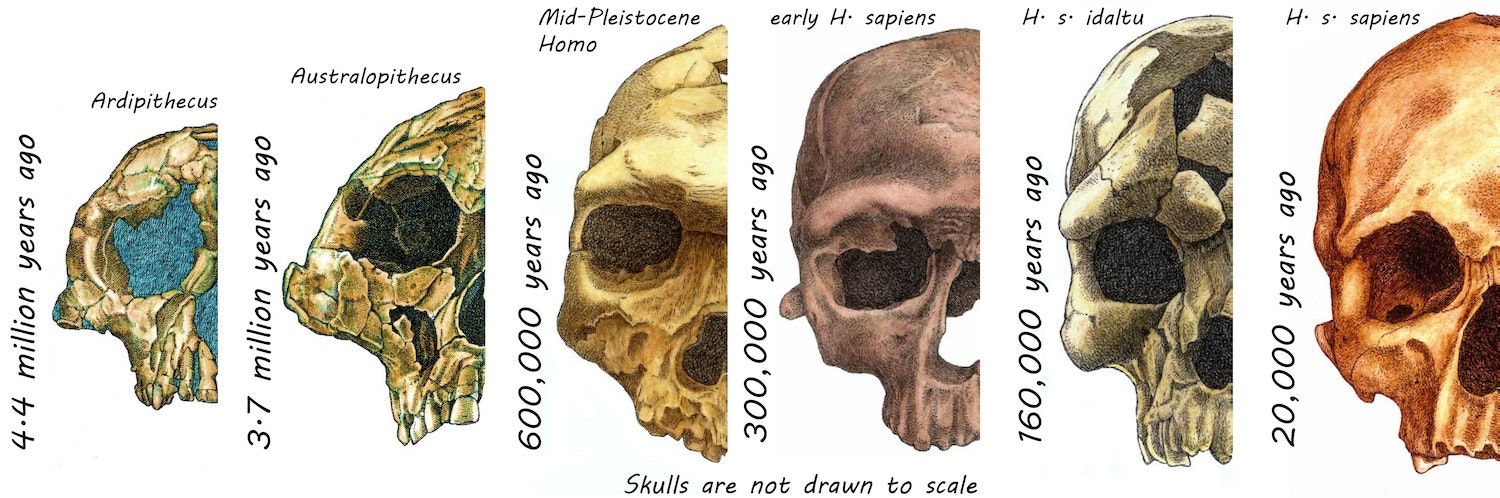 Ardipithecus
4.4 million years ago
Australopithecus
3.7 million years ago
Mid-Pleistocene
Homo
600,000 years ago
early H. sapiens
300,000 years ago
H. s. idaltu
160,000 years ago
H. s. sapiens
20,000 years ago
Skulls are not drawn to scale